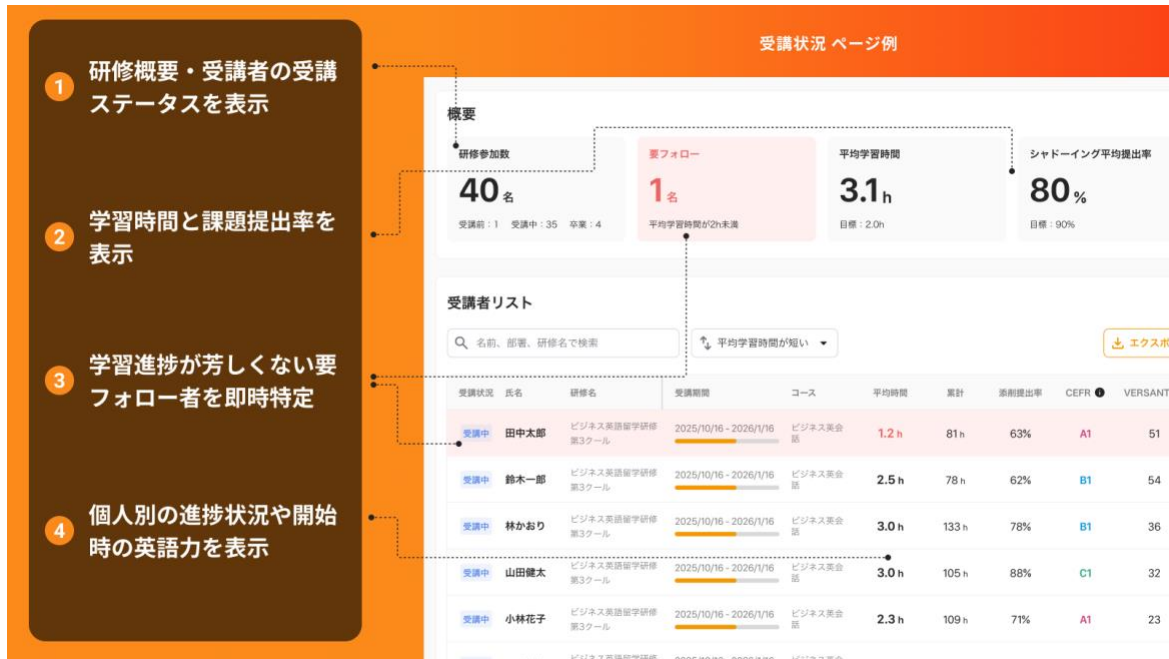 受講状況 ページ例
1
研修概要・受講者の受講
ステータスを表示
2
学習時間と課題提出率を
表示
3
学習進捗が芳しくない要
フォロー者を即時特定
4
個人別の進捗状況や開始
時の英語力を表示
概要
研修参加数
40名
受講前：1 受講中：35 卒業：4
要フォロー
1名
平均学習時間が2h未満
平均学習時間
3.1h
目標：2.0h
シャドーイング平均提出率
80%
目標：90%
受講者リスト
名前、部署、研修名で検索
平均学習時間が短い
エクスポ
受講状況 氏名 研修名 受講期間 コース 平均時間 累計 添削提出率 CEFR VERSANT
受講中 田中太郎 ビジネス英語留学研修 2025/10/16 - 2026/1/16 ビジネス英会 1.2 h 81 h 63% A1 51
第3クール 話
受講中 鈴木一郎 ビジネス英語留学研修 2025/10/16 - 2026/1/16 ビジネス英会 2.5 h 78 h 62% B1 54
第3クール 話
受講中 林かおり ビジネス英語留学研修 2025/10/16 - 2026/1/16 ビジネス英会 3.0 h 133 h 78% B1 36
第3クール 話
受講中 山田健太 ビジネス英語留学研修 2025/10/16 - 2026/1/16 ビジネス英会 3.0 h 105 h 88% C1 32
第3クール 話
受講中 小林花子 ビジネス英語留学研修 2025/10/16 - 2026/1/16 ビジネス英会 2.3 h 109 h 71% A1 23
第3クール 話